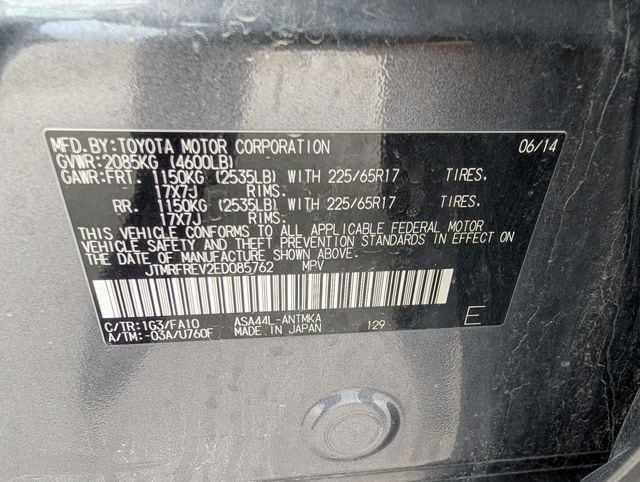 MFD.BY:TOYOTA MOTOR CORPORATION 06/14
GVWR:2085KG (4600LB)
GAWR:FRT. 1150KG (2535LB) WITH 225/65R17 TIRES.
17X7J RIMS.
RR. 1150KG (2535LB) WITH 225/65R17 TIRES.
17X7J RIMS.
THIS VEHICLE CONFORMS TO ALL APPLICABLE FEDERAL MOTOR
VEHICLE SAFETY AND THEFT PREVENTION STANDARDS IN EFFECT ON
THE DATE OF MANUFACTURE SHOWN ABOVE.
JTMRFREV2ED085762 MPV
C/TR:1G3/FA10 ASA44L-ANTMKA
A/TM:-03A/U760F MADE IN JAPAN 129 E